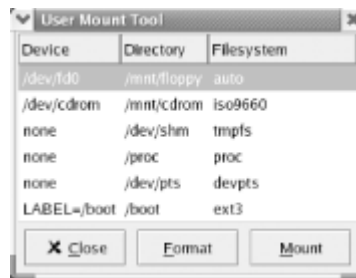 User Mount Tool
Device Directory Filesystem
/dev/fd0 /mnt/floppy auto
/dev/cdrom /mnt/cdrom iso9660
none /dev/shm tmpfs
none /proc proc
none /dev/pts devpts
LABEL=/boot /boot ext3
Close Format Mount